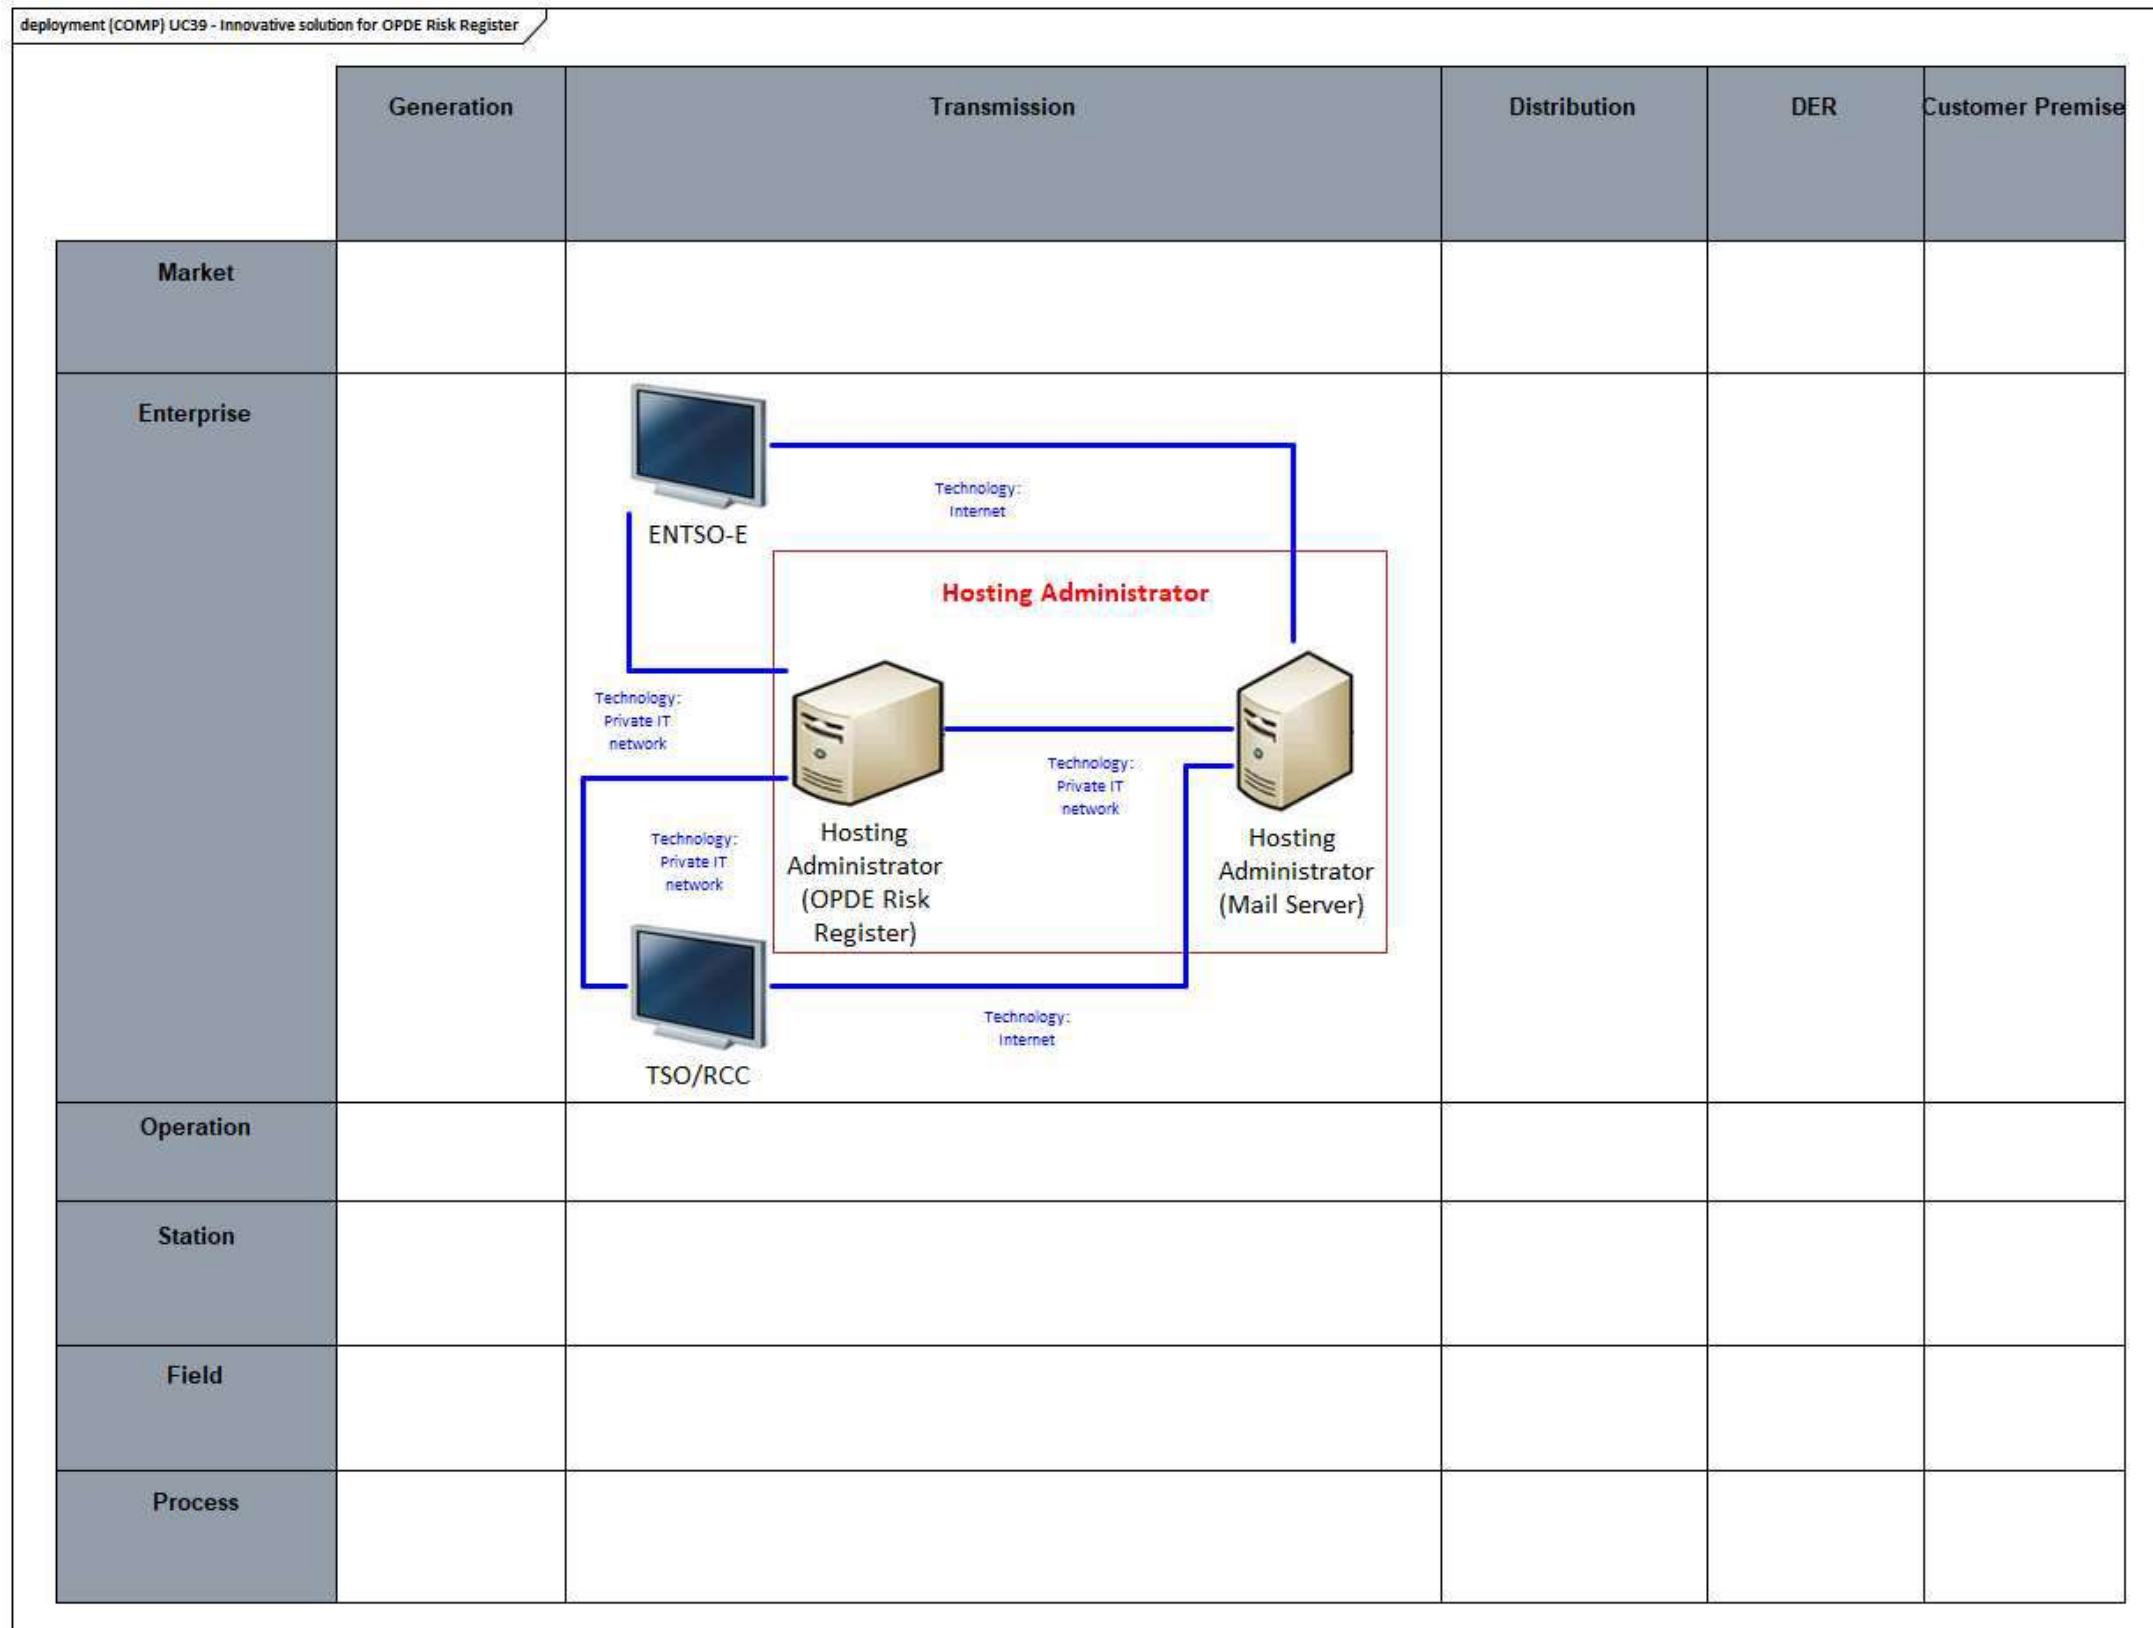 deployment (COMP) UC39 - Innovative solution for OPDE Risk Register
Generation
Transmission
Distribution
DER
Customer Premise
Market
Enterprise
Technology:
Internet
ENTSO-E
Hosting Administrator
Technology:
Private IT
network
Technology:
Private IT
network
Hosting
Administrator
(OPDE Risk
Register)
Hosting
Administrator
(Mail Server)
Technology:
Private IT
network
Technology:
Internet
TSO/RCC
Operation
Station
Field
Process